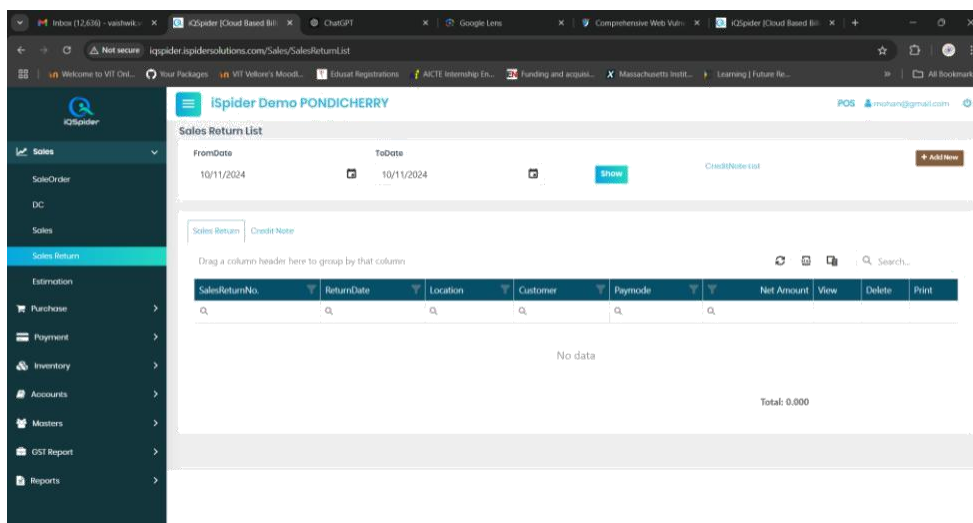 Inbox (12,636) - vaishwik
iQSpider [Cloud Based Bill
ChatGPT
Google Lens
Comprehensive Web Vuln
iQSpider [Cloud Based Bill
Not secure iqspider.ispidersolutions.com/Sales/SalesReturnList
Welcome to VIT Onl...
Your Packages
VIT Vellore's Moodl...
Edusat Registrations
AICTE Internship En...
Funding and acquisi...
Massachusetts Instit...
Learning | Future Re...
All Bookmark
iQSpider
iSpider Demo PONDICHERRY
POS
mohan@gmail.com
Sales Return List
Sales
SaleOrder
DC
Sales
Sales Return
Estimation
Purchase
Payment
Inventory
Accounts
Masters
GST Report
Reports
FromDate
ToDate
10/11/2024
10/11/2024
Show
CreditNote List
+ Add New
Sales Return
Credit Note
Drag a column header here to group by that column
Search...
SalesReturnNo. ReturnDate Location Customer Paymode Net Amount View Delete Print
No data
Total: 0.000